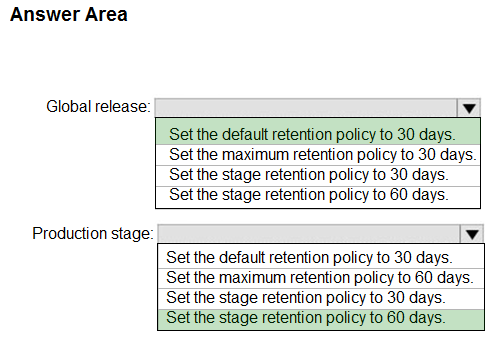 Answer Area
Global release:
Set the default retention policy to 30 days.
Set the maximum retention policy to 30 days.
Set the stage retention policy to 30 days.
Set the stage retention policy to 60 days.
Production stage:
Set the default retention policy to 30 days.
Set the maximum retention policy to 60 days.
Set the stage retention policy to 30 days.
Set the stage retention policy to 60 days.